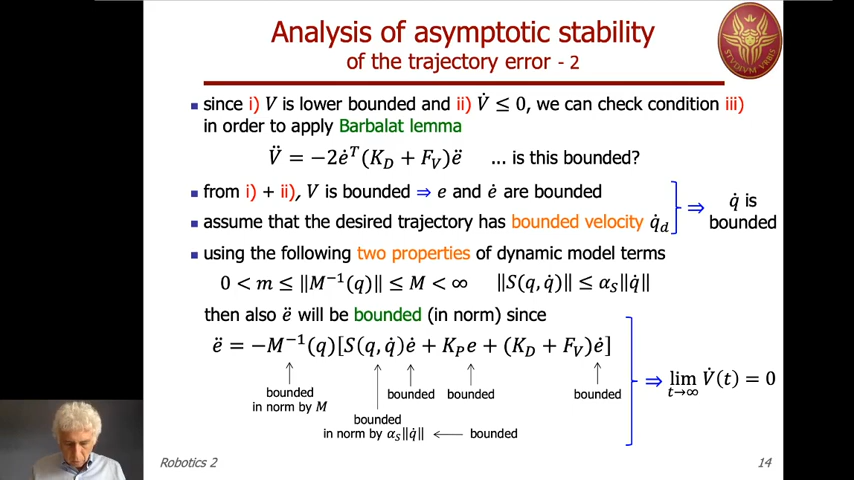 Analysis of asymptotic stability
of the trajectory error - 2
STVDIVM VRBIS
▪ since i) V is lower bounded and ii) V̇ ≤ 0, we can check condition iii)
in order to apply Barbalat lemma
V̈ = −2ė^T(K_D + F_V)ë ... is this bounded?
▪ from i) + ii), V is bounded ⇒ e and ė are bounded
▪ assume that the desired trajectory has bounded velocity q̇_d
⇒ q̇ is
bounded
▪ using the following two properties of dynamic model terms
0 < m ≤ ‖M⁻¹(q)‖ ≤ M < ∞ ‖S(q, q̇)‖ ≤ α_S‖q̇‖
then also ë will be bounded (in norm) since
ë = −M⁻¹(q)[S(q, q̇)ė + K_P e + (K_D + F_V)ė]
⇒ lim_{t→∞} V̇(t) = 0
bounded
in norm by M
bounded
bounded
bounded
bounded
in norm by α_S‖q̇‖ ⟵ bounded
Robotics 2
14